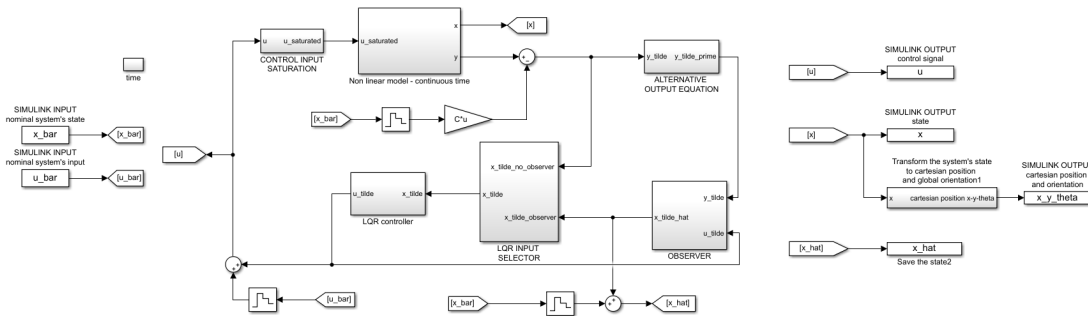 [x]
u
u_saturated
CONTROL INPUT
SATURATION
u_saturated
x
y
Non linear model - continuous time
y_tilde
y_tilde_prime
ALTERNATIVE
OUTPUT EQUATION
time
[x_bar]
C*u
SIMULINK INPUT
nominal system's state
x_bar
[x_bar]
SIMULINK INPUT
nominal system's input
u_bar
[u_bar]
[u]
u_tilde
x_tilde
LQR controller
x_tilde_no_observer
x_tilde
x_tilde_observer
LQR INPUT
SELECTOR
y_tilde
x_tilde_hat
u_tilde
OBSERVER
[u_bar]
[x_bar]
[x_hat]
SIMULINK OUTPUT
control signal
[u]
u
SIMULINK OUTPUT
state
[x]
x
Transform the system's state
to cartesian position
and global orientation1
x
cartesian position x-y-theta
SIMULINK OUTPUT
cartesian position
and orientation
x_y_theta
[x_hat]
x_hat
Save the state2